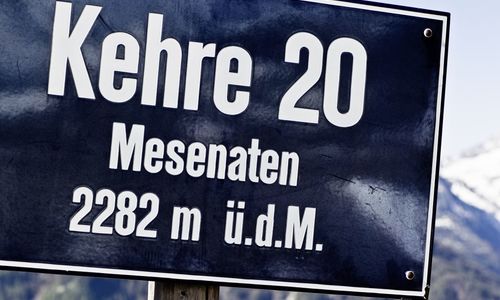 Kehre 20
Mesenaten
2282 m ü.d.M.